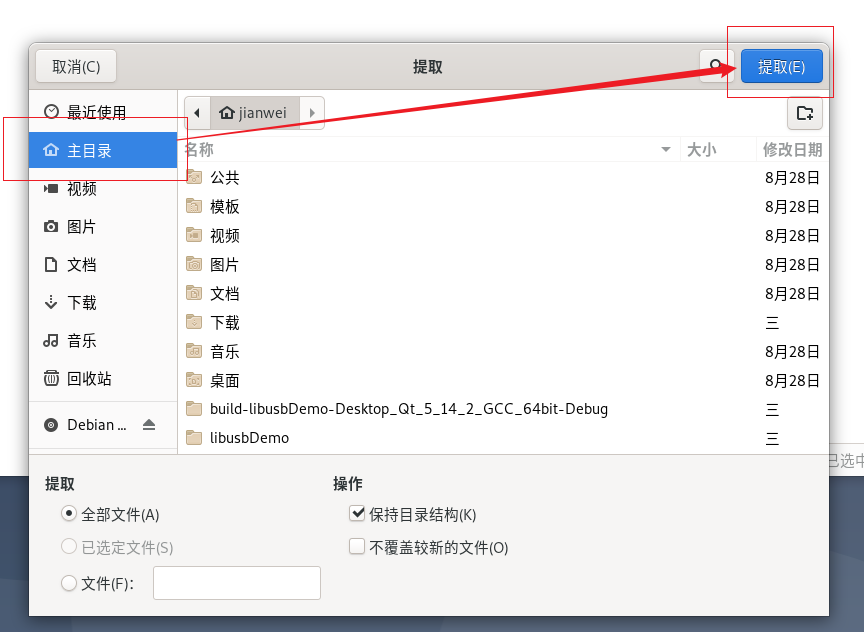 取消(C)
提取
提取(E)
最近使用
主目录
视频
图片
文档
下载
音乐
回收站
Debian ...
jianwei
名称
大小
修改日期
公共
8月28日
模板
8月28日
视频
8月28日
图片
8月28日
文档
8月28日
下载
三
音乐
8月28日
桌面
8月28日
build-libusbDemo-Desktop_Qt_5_14_2_GCC_64bit-Debug
三
libusbDemo
三
已选中
提取
全部文件(A)
已选定文件(S)
文件(F):
操作
保持目录结构(K)
不覆盖较新的文件(O)